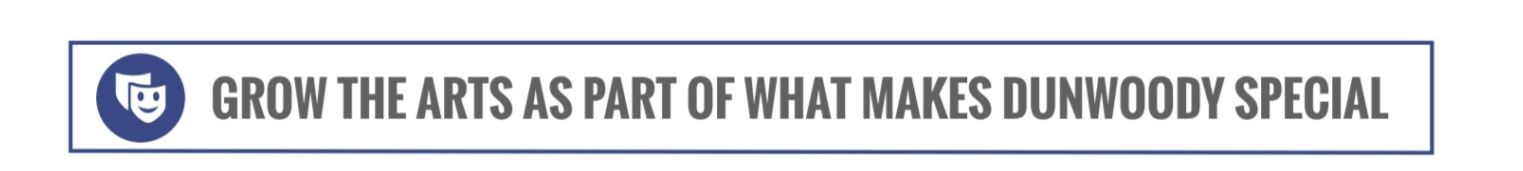 GROW THE ARTS AS PART OF WHAT MAKES DUNWOODY SPECIAL